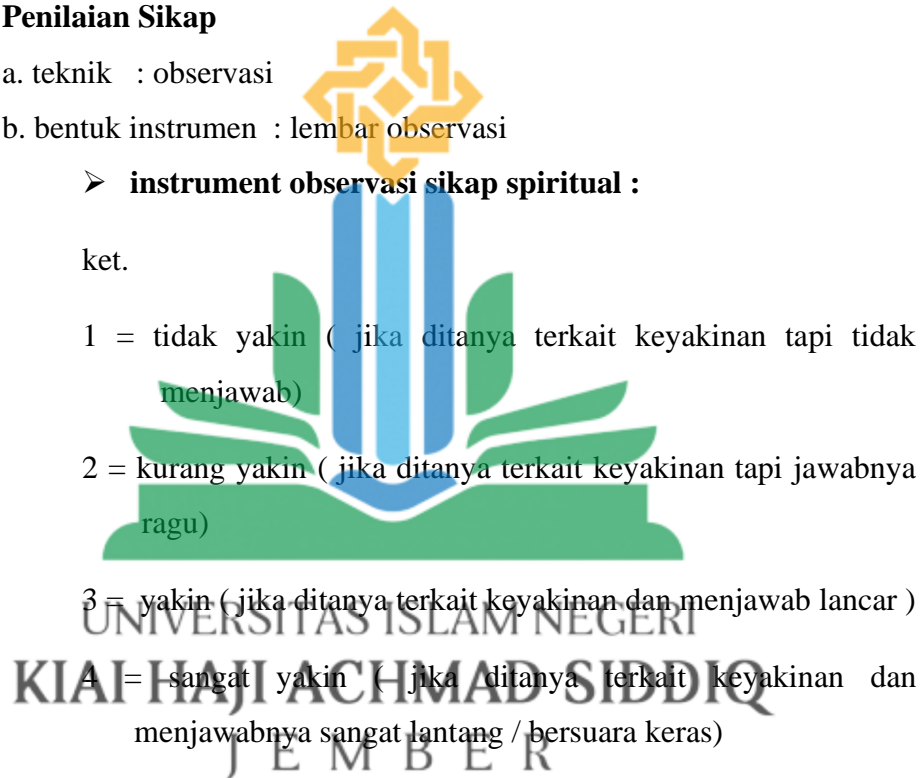 Penilaian Sikap
a. teknik : observasi
b. bentuk instrumen : lembar observasi
➢ instrument observasi sikap spiritual :
ket.
1 = tidak yakin ( jika ditanya terkait keyakinan tapi tidak
menjawab)
2 = kurang yakin ( jika ditanya terkait keyakinan tapi jawabnya
ragu)
3 = yakin ( jika ditanya terkait keyakinan dan menjawab lancar )
UNIVERSITAS ISLAM NEGERI
4 = sangat yakin ( jika ditanya terkait keyakinan dan
KIAI HAJI ACHMAD SIDDIQ
menjawabnya sangat lantang / bersuara keras)
JEMBER